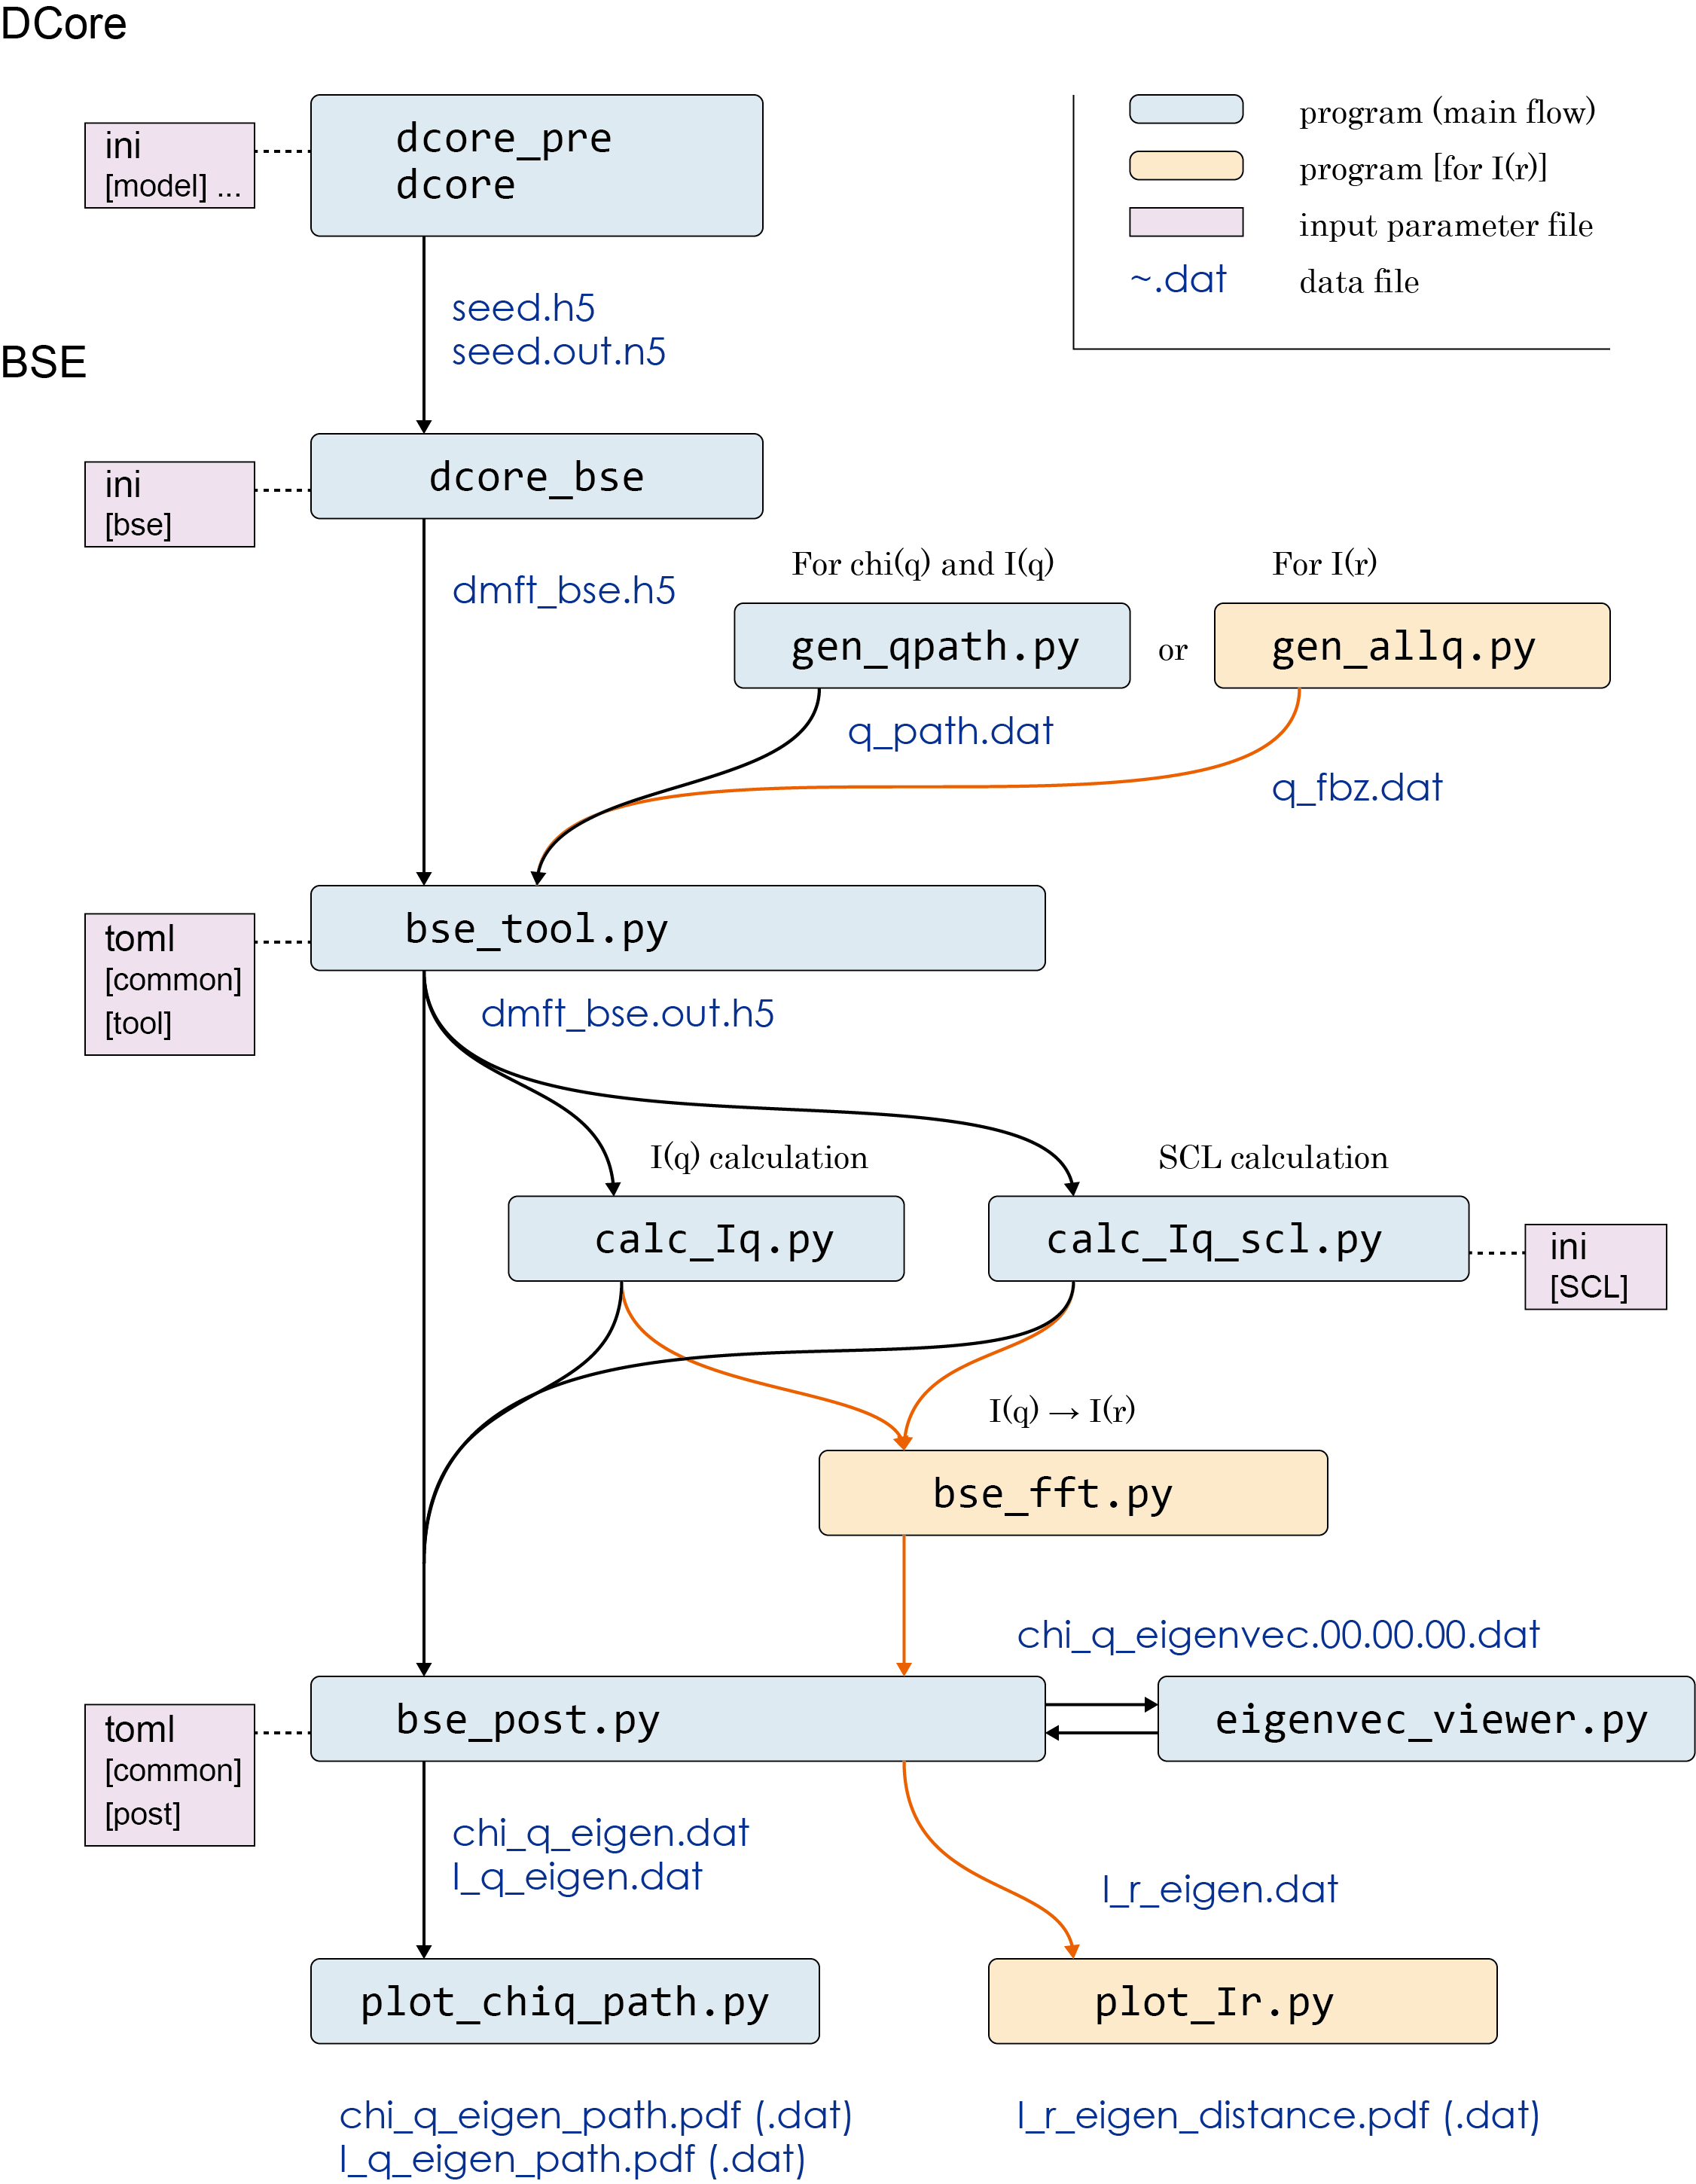 DCore
ini
[model] ...
dcore_pre
dcore
program (main flow)
program [for I(r)]
input parameter file
~.dat
data file
seed.h5
seed.out.n5
BSE
ini
[bse]
dcore_bse
dmft_bse.h5
For chi(q) and I(q)
For I(r)
gen_qpath.py
or
gen_allq.py
q_path.dat
q_fbz.dat
toml
[common]
[tool]
bse_tool.py
dmft_bse.out.h5
I(q) calculation
SCL calculation
calc_Iq.py
calc_Iq_scl.py
ini
[SCL]
I(q) → I(r)
bse_fft.py
chi_q_eigenvec.00.00.00.dat
toml
[common]
[post]
bse_post.py
eigenvec_viewer.py
chi_q_eigen.dat
I_q_eigen.dat
I_r_eigen.dat
plot_chiq_path.py
plot_Ir.py
chi_q_eigen_path.pdf (.dat)
I_q_eigen_path.pdf (.dat)
I_r_eigen_distance.pdf (.dat)